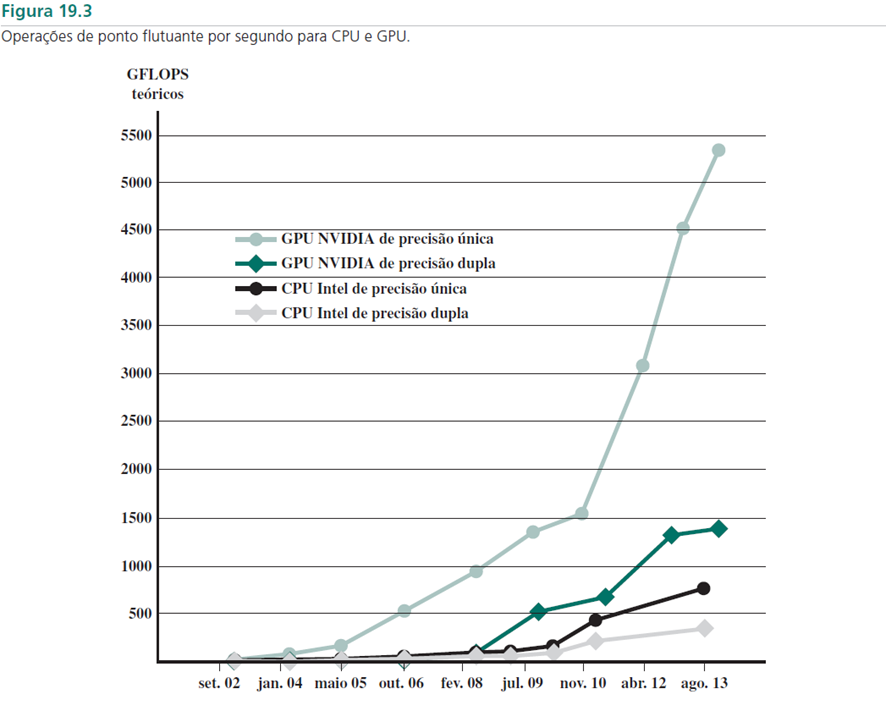 Figura 19.3
Operações de ponto flutuante por segundo para CPU e GPU.
GFLOPS
teóricos
5500
5000
4500
GPU NVIDIA de precisão única
GPU NVIDIA de precisão dupla
4000
CPU Intel de precisão única
CPU Intel de precisão dupla
3500
3000
2500
2000
1500
1000
500
set. 02 jan. 04 maio 05 out. 06 fev. 08 jul. 09 nov. 10 abr. 12 ago. 13